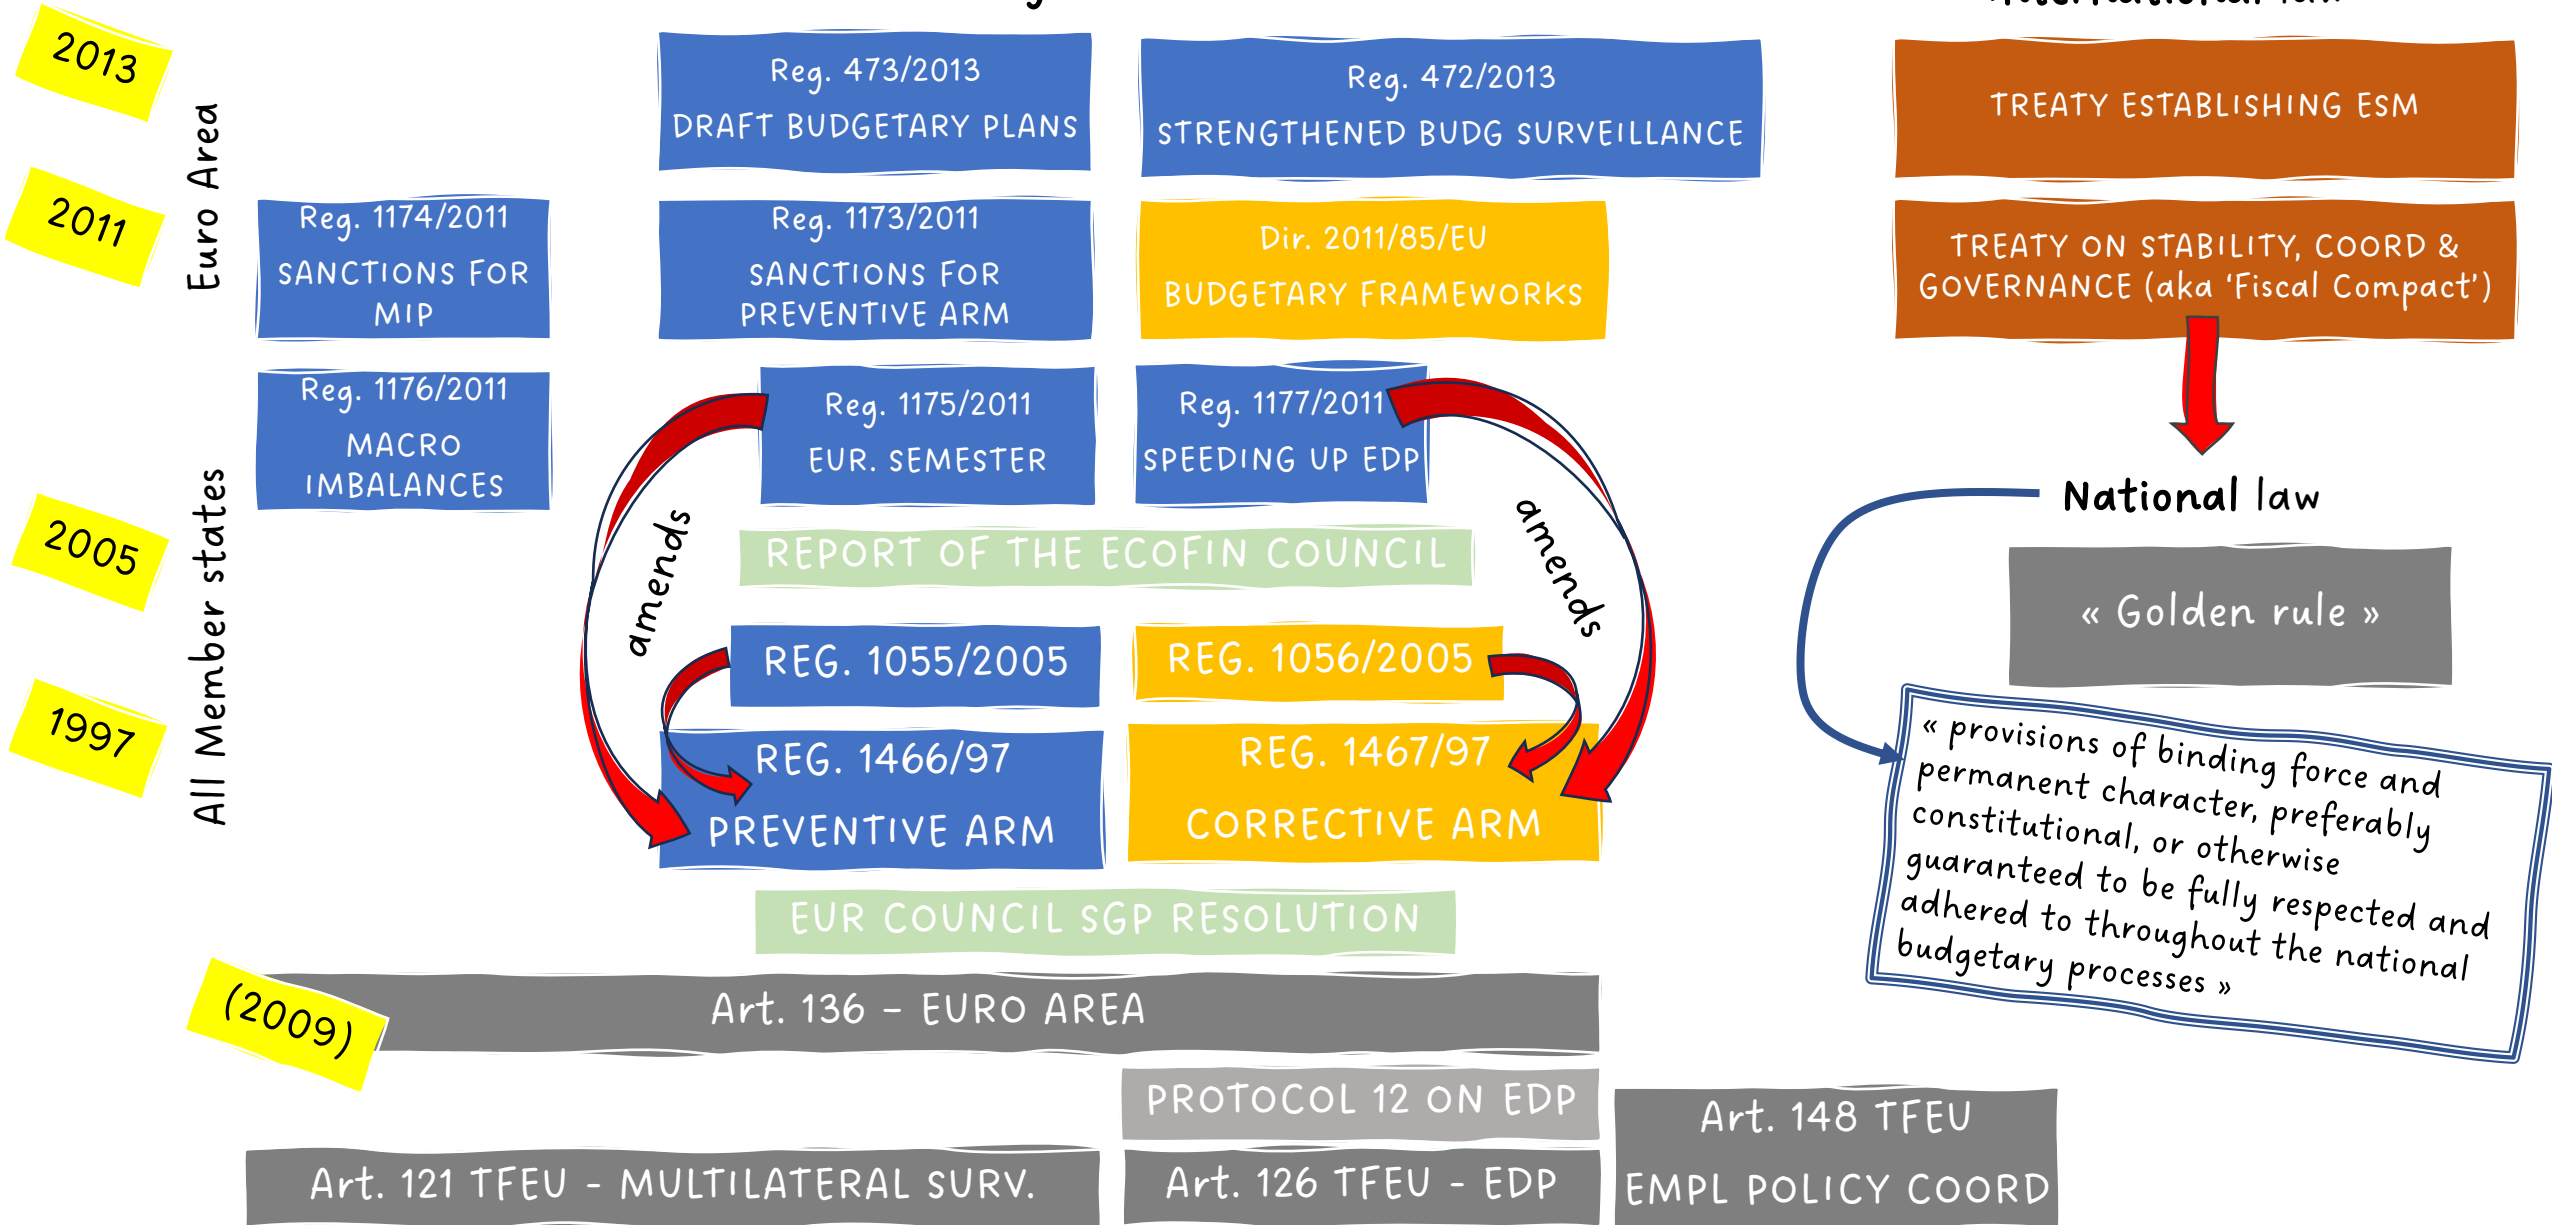 2013
Euro Area
Reg. 473/2013
DRAFT BUDGETARY PLANS
Reg. 472/2013
STRENGTHENED BUDG SURVEILLANCE
TREATY ESTABLISHING ESM
2011
Reg. 1174/2011
SANCTIONS FOR
MIP
Reg. 1173/2011
SANCTIONS FOR
PREVENTIVE ARM
Dir. 2011/85/EU
BUDGETARY FRAMEWORKS
TREATY ON STABILITY, COORD &
GOVERNANCE (aka ‘Fiscal Compact’)
All Member states
Reg. 1176/2011
MACRO
IMBALANCES
Reg. 1175/2011
EUR. SEMESTER
Reg. 1177/2011
SPEEDING UP EDP
amends
amends
National law
« Golden rule »
2005
REPORT OF THE ECOFIN COUNCIL
REG. 1055/2005
REG. 1056/2005
1997
REG. 1466/97
PREVENTIVE ARM
REG. 1467/97
CORRECTIVE ARM
« provisions of binding force and
permanent character, preferably
constitutional, or otherwise
guaranteed to be fully respected and
adhered to throughout the national
budgetary processes »
EUR COUNCIL SGP RESOLUTION
(2009)
Art. 136 – EURO AREA
PROTOCOL 12 ON EDP
Art. 148 TFEU
EMPL POLICY COORD
Art. 121 TFEU - MULTILATERAL SURV.
Art. 126 TFEU - EDP